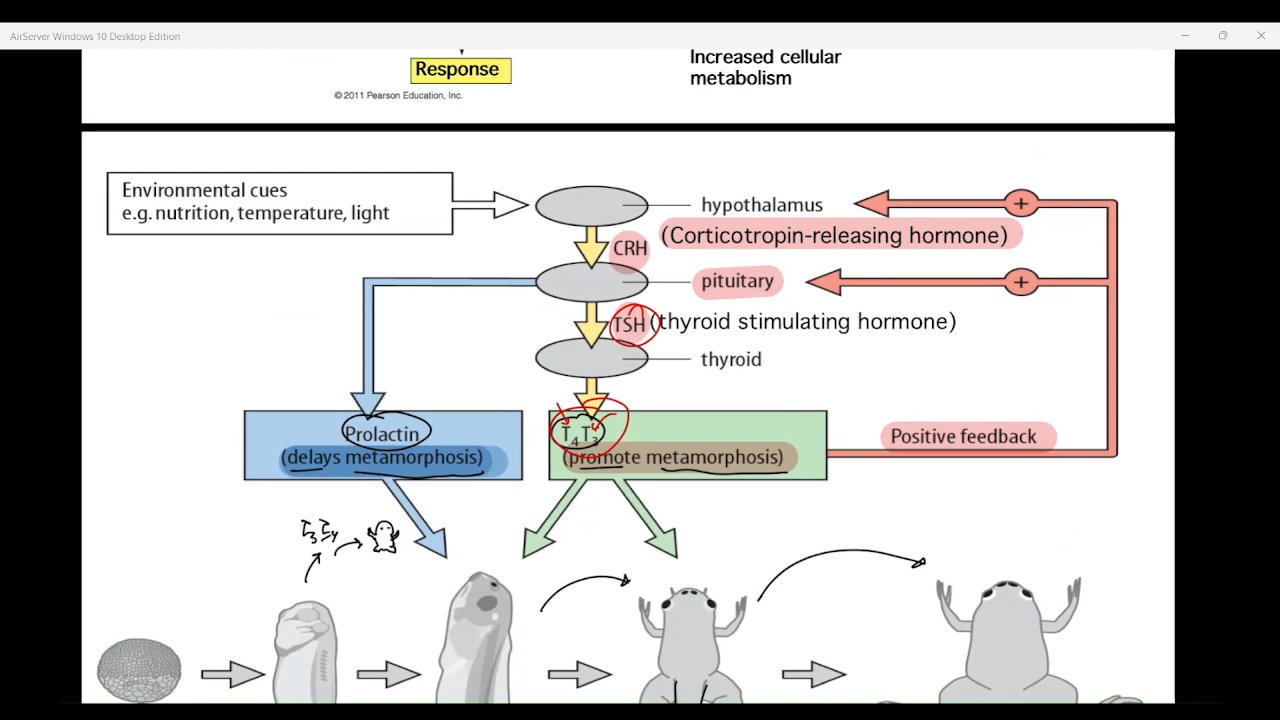 AirServer Windows 10 Desktop Edition
Response
Increased cellular
metabolism
© 2011 Pearson Education, Inc.
Environmental cues
e.g. nutrition, temperature, light
hypothalamus
+
CRH
(Corticotropin-releasing hormone)
pituitary
+
TSH
(thyroid stimulating hormone)
thyroid
Prolactin
(delays metamorphosis)
T4 T3
(promote metamorphosis)
Positive feedback
T3 T4